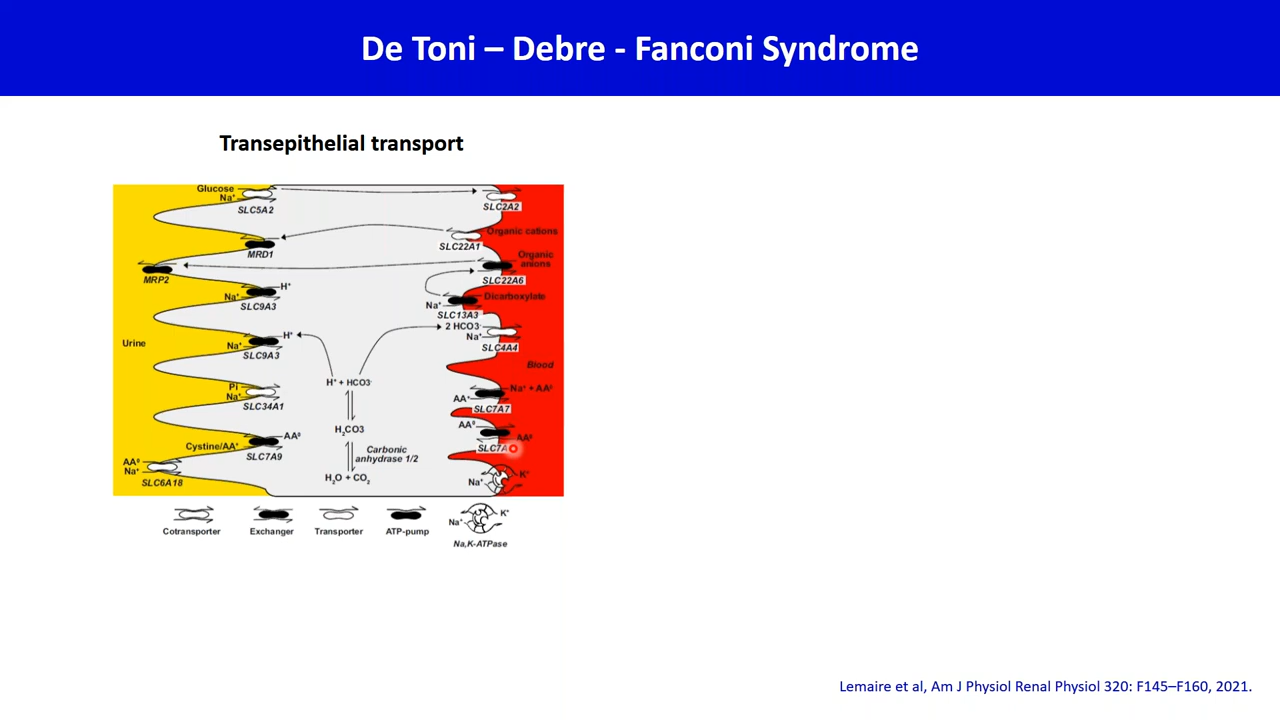 De Toni – Debre - Fanconi Syndrome
Transepithelial transport
Glucose
Na⁺
SLC5A2
SLC2A2
Organic cations
SLC22A1
MRD1
Organic
anions
MRP2
SLC22A6
H⁺
Na⁺
SLC9A3
Dicarboxylate
Na⁺
SLC13A3
2 HCO3⁻
Na⁺
SLC4A4
H⁺
Na⁺
SLC9A3
Urine
Blood
H⁺ + HCO3⁻
Pi
Na⁺
SLC34A1
Na⁺ + AA⁰
AA⁺
SLC7A7
H₂CO3
AA⁰
Cystine/AA⁺
SLC7A9
AA⁰
AA⁰
Carbonic
anhydrase 1/2
AA⁰
Na⁺
SLC6A18
H₂O + CO₂
K⁺
Na⁺
Cotransporter
Exchanger
Transporter
ATP-pump
Na⁺
K⁺
Na,K-ATPase
Lemaire et al, Am J Physiol Renal Physiol 320: F145–F160, 2021.